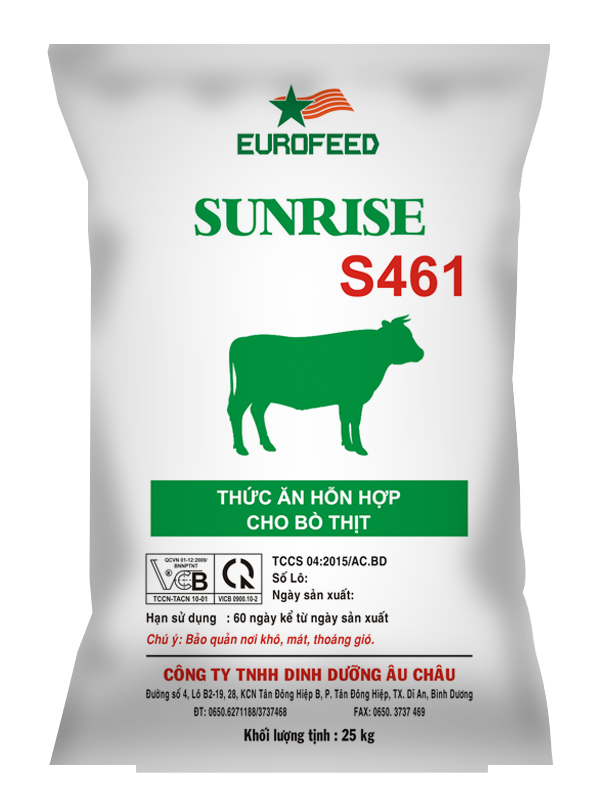 EUROFEED
SUNRISE
S461
THỨC ĂN HỖN HỢP
CHO BÒ THỊT
QCVN 01-12:2009/
BNNPTNT
® VCB
TCCN-TACN 10-01
VICB 0900.10-2
TCCS 04:2015/AC.BD
Số Lô:
Ngày sản xuất:
Hạn sử dụng : 60 ngày kể từ ngày sản xuất
Chú ý: Bảo quản nơi khô, mát, thoáng gió.
CÔNG TY TNHH DINH DƯỠNG ÂU CHÂU
Đường số 4, Lô B2-19, 28, KCN Tân Đông Hiệp B, P. Tân Đông Hiệp, TX. Dĩ An, Bình Dương
ĐT: 0650.6271188/3737468 FAX: 0650. 3737 469
Khối lượng tịnh : 25 kg